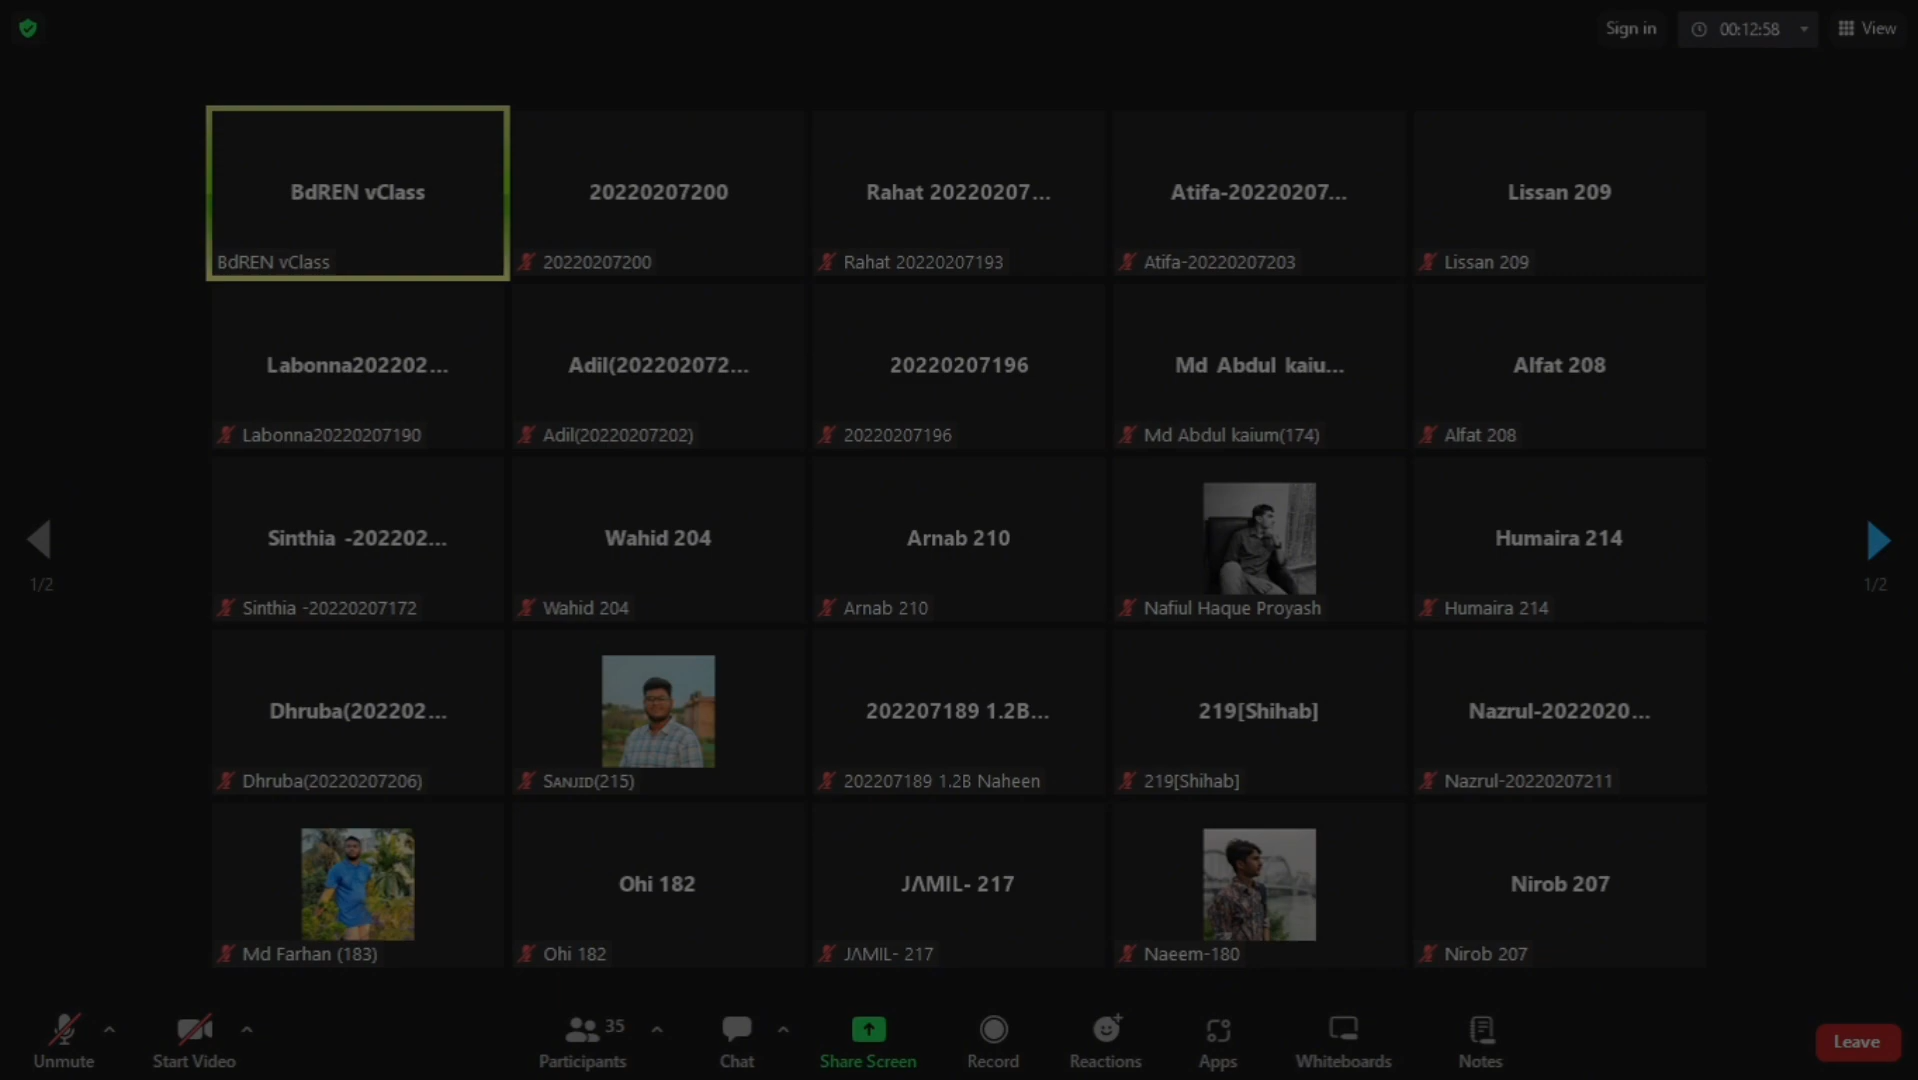 Sign in 00:12:58 View
BdREN vClass
BdREN vClass
20220207200
20220207200
Rahat 20220207...
Rahat 20220207193
Atifa-20220207...
Atifa-20220207203
Lissan 209
Lissan 209
Labonna202202...
Labonna20220207190
Adil(202202072...
Adil(20220207202)
20220207196
20220207196
Md Abdul kaiu...
Md Abdul kaium(174)
Alfat 208
Alfat 208
1/2
Sinthia -202202...
Sinthia -20220207172
Wahid 204
Wahid 204
Arnab 210
Arnab 210
Nafiul Haque Proyash
Humaira 214
Humaira 214
1/2
Dhruba(202202...
Dhruba(20220207206)
Sᴀɴᴊɪᴅ(215)
202207189 1.2B...
202207189 1.2B Naheen
219[Shihab]
219[Shihab]
Nazrul-2022020...
Nazrul-20220207211
Md Farhan (183)
Ohi 182
Ohi 182
JΛMIL- 217
JΛMIL- 217
Naeem-180
Nirob 207
Nirob 207
Unmute
Start Video
35
Participants
Chat
Share Screen
Record
Reactions
Apps
Whiteboards
Notes
Leave